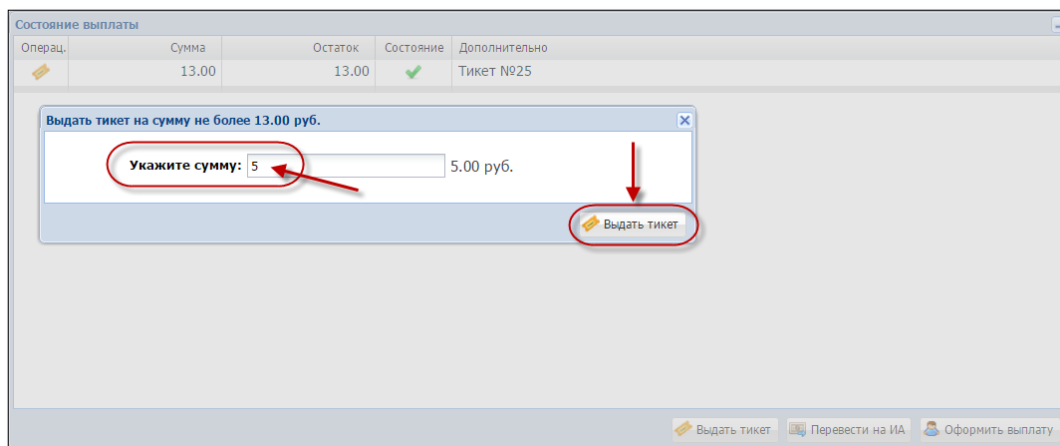 Состояние выплаты
Операц. Сумма Остаток Состояние Дополнительно
13.00 13.00 Тикет №25
Выдать тикет на сумму не более 13.00 руб.
Укажите сумму: 5 5.00 руб.
Выдать тикет
Выдать тикет Перевести на ИА Оформить выплату